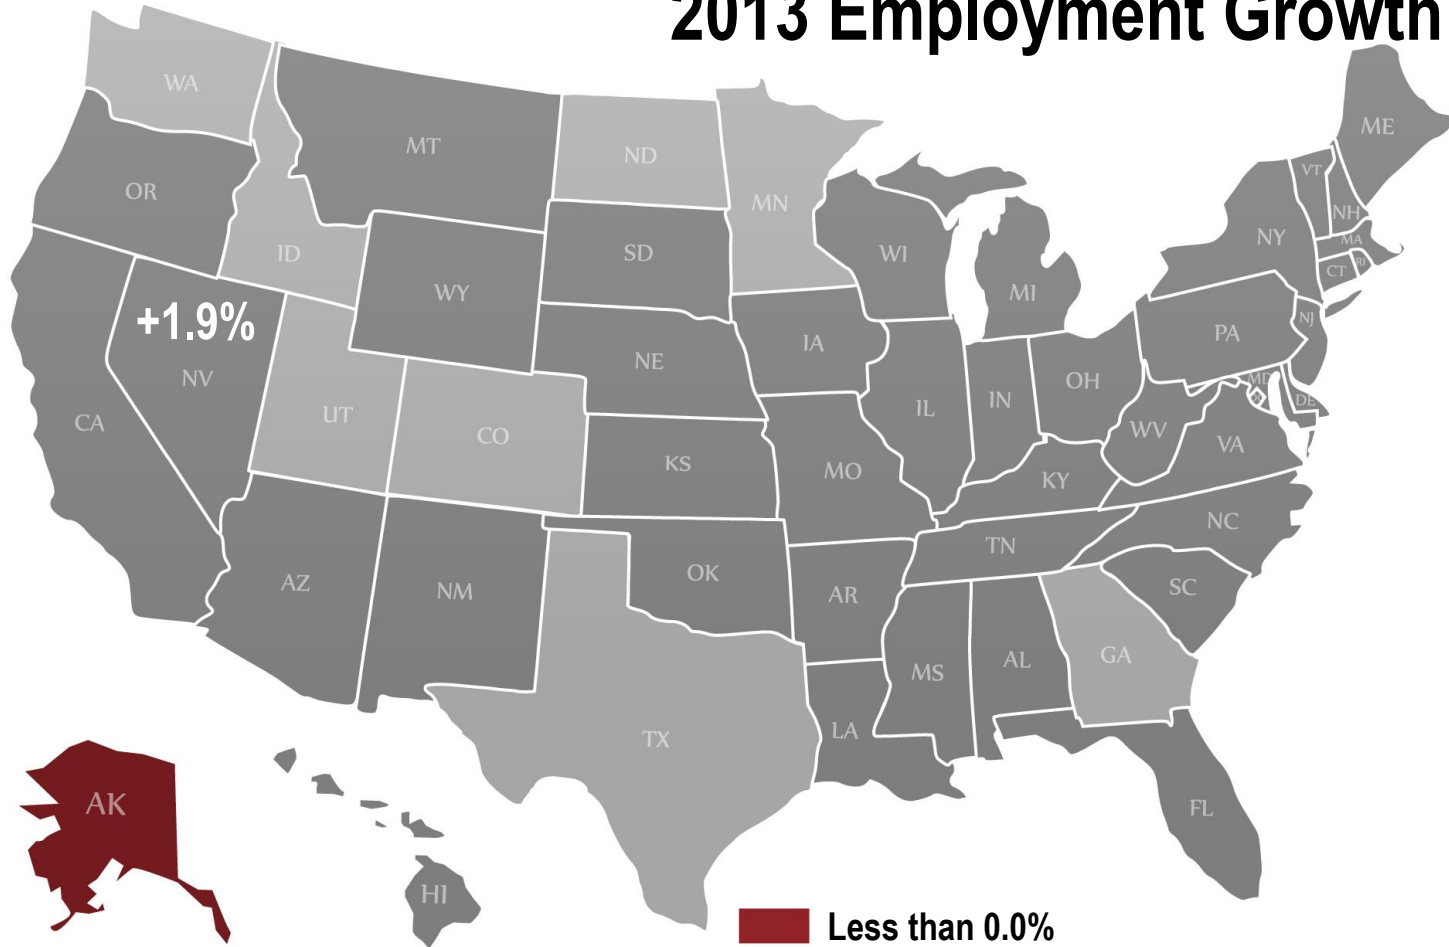 2013 Employment Growth
WA
MT
ND
MN
OR
ID
WY
SD
WI
MI
NY
VT
NH
ME
MA
CT
RI
+1.9%
NV
CA
UT
CO
NE
IA
IL
IN
OH
PA
NJ
MD
DE
WV
VA
KS
MO
KY
NC
TN
SC
AZ
NM
OK
AR
MS
AL
GA
TX
LA
FL
AK
HI
Less than 0.0%